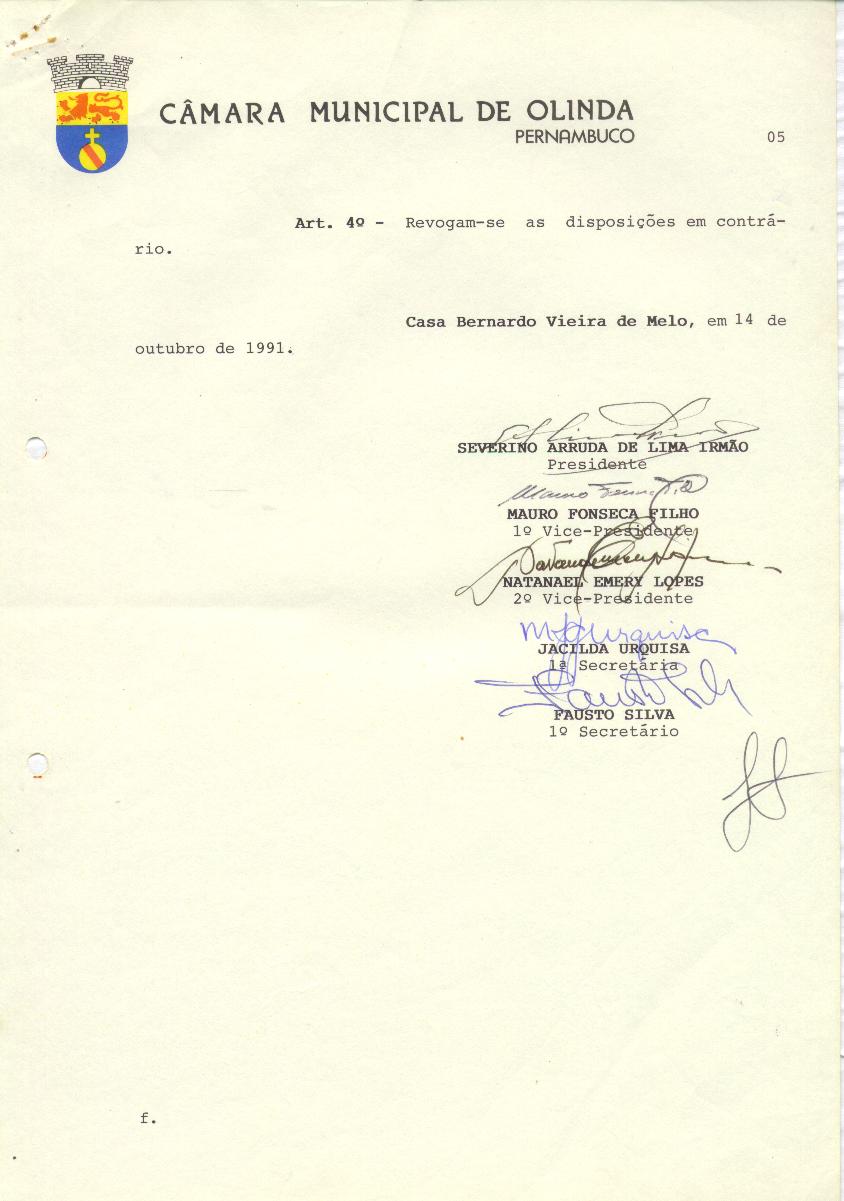 CÂMARA MUNICIPAL DE OLINDA
PERNAMBUCO
05
Art. 4º - Revogam-se as disposições em contrá-
rio.
Casa Bernardo Vieira de Melo, em 14 de
outubro de 1991.
SEVERINO ARRUDA DE LIMA IRMÃO
Presidente
MAURO FONSECA FILHO
1º Vice-Presidente
NATANAEL EMERY LOPES
2º Vice-Presidente
JACILDA URQUISA
1ª Secretária
FAUSTO SILVA
1º Secretário
f.